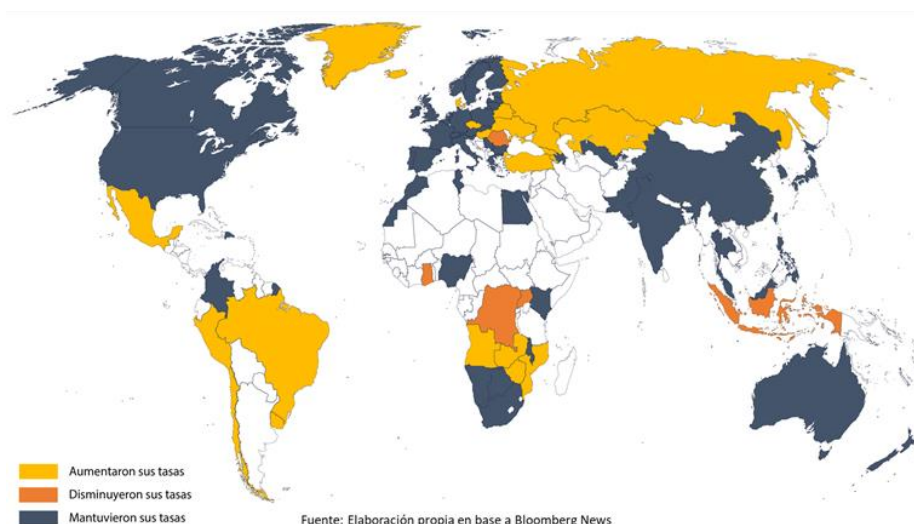 Aumentaron sus tasas
Disminuyeron sus tasas
Mantuvieron sus tasas
Fuente: Elaboración propia en base a Bloomberg News